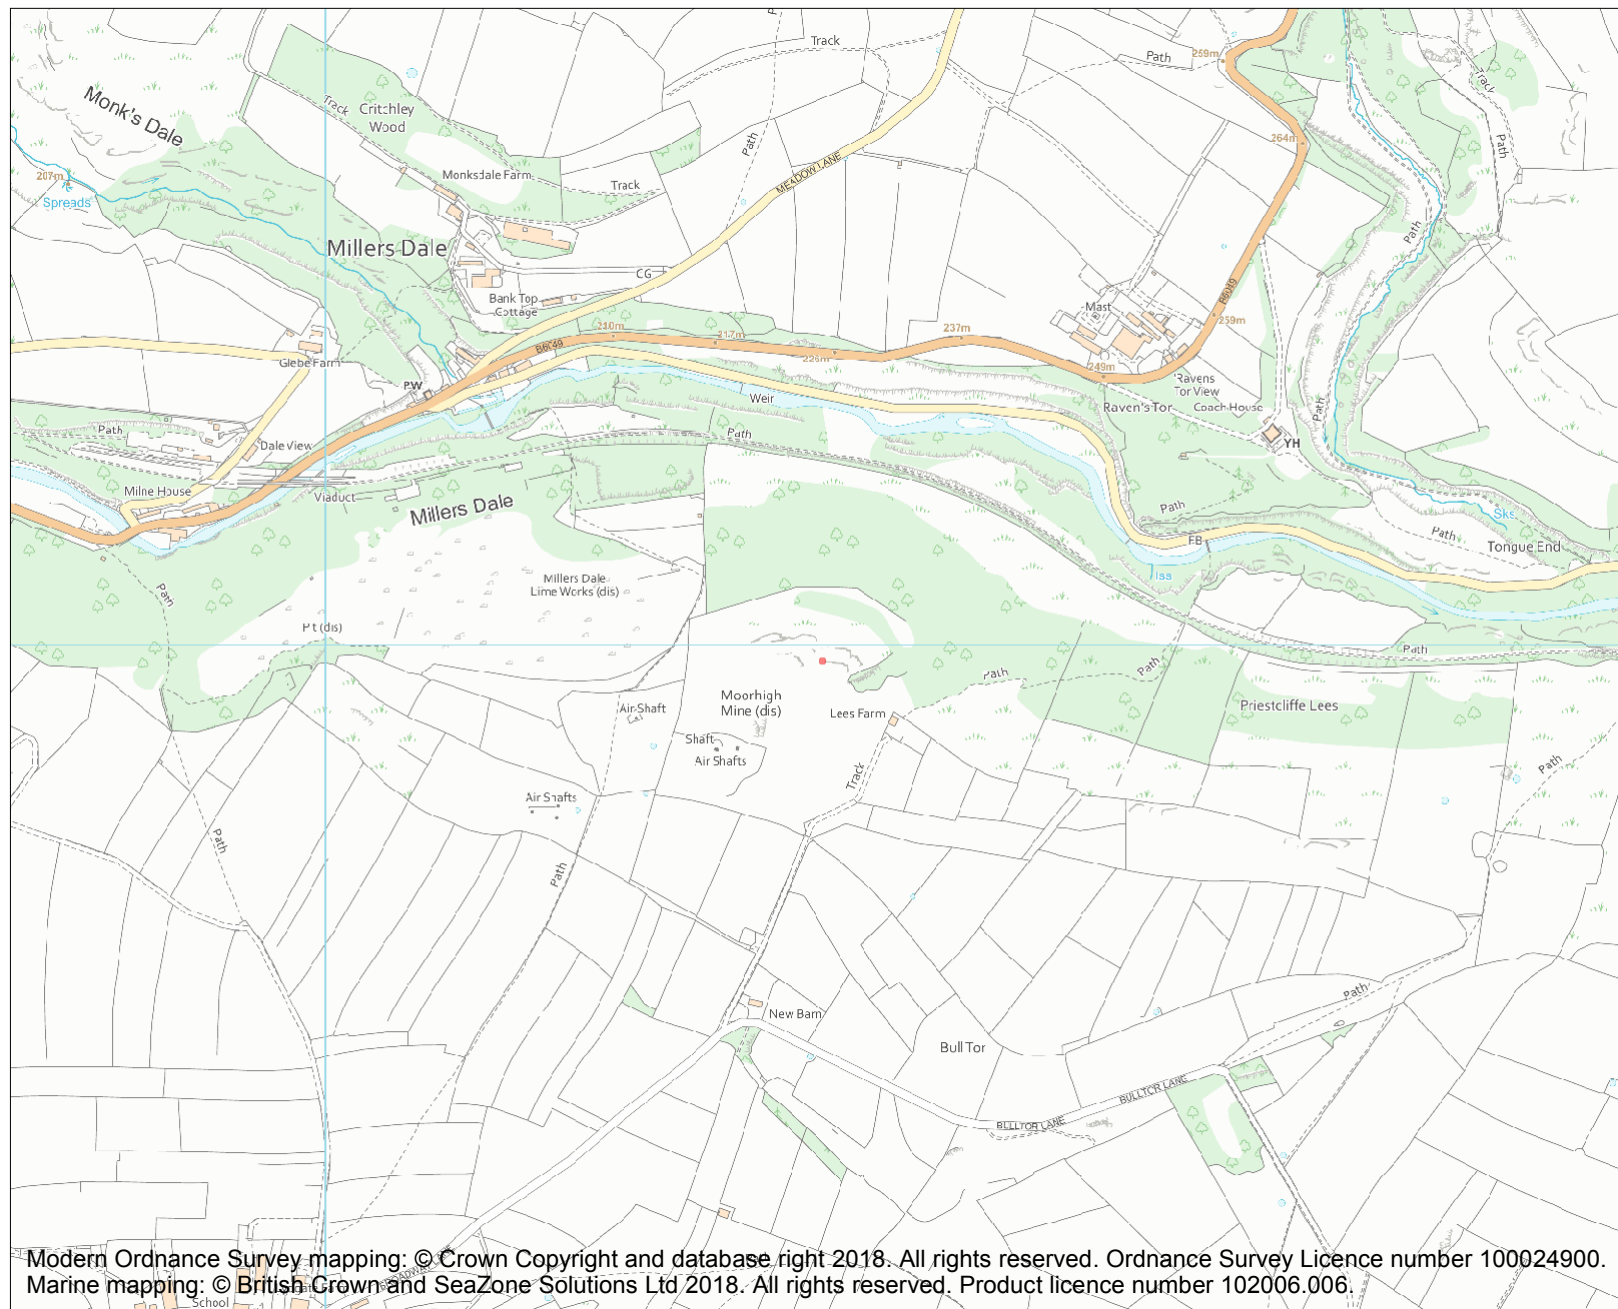 Track
Path
259m
Path
Track
Monk's Dale
Track
Critchley
Wood
264m
Path
Path
MEADOW LANE
207m
Spreads
Monksdale Farm
Track
Millers Dale
Path
CG
Bank Top
Cottage
Mast
B6049
259m
210m
217m
237m
B6049
226m
Glebe Farm
249m
PW
Ravens
Tor View
Weir
Raven's Tor
Coach House
Path
Path
Path
YH
Dale View
Milne House
Viaduct
Millers Dale
Path
Sks
Path
FB
Tongue End
Iss
Millers Dale
Lime Works (dis)
Path
Pit (dis)
Path
Path
Path
Moorhigh
Mine (dis)
Air Shaft
Lees Farm
Priestcliffe Lees
Shaft
Air Shafts
Path
Track
Air Shafts
Path
Path
Path
New Barn
Bull Tor
BULLTOR LANE
BULLTOR LANE
BROADWAY LANE
School
Modern Ordnance Survey mapping: © Crown Copyright and database right 2018. All rights reserved. Ordnance Survey Licence number 100024900.
Marine mapping: © British Crown and SeaZone Solutions Ltd 2018. All rights reserved. Product licence number 102006.006.